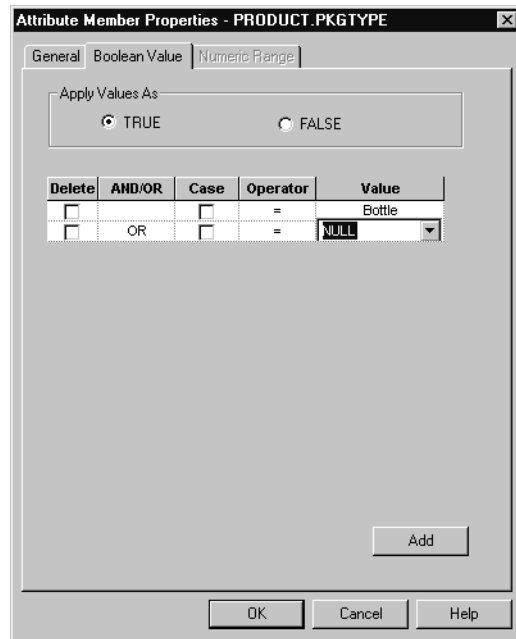 Attribute Member Properties - PRODUCT.PKGTYPE
General Boolean Value Numeric Range
Apply Values As
TRUE FALSE
Delete AND/OR Case Operator Value
= Bottle
OR = NULL
Add
OK Cancel Help